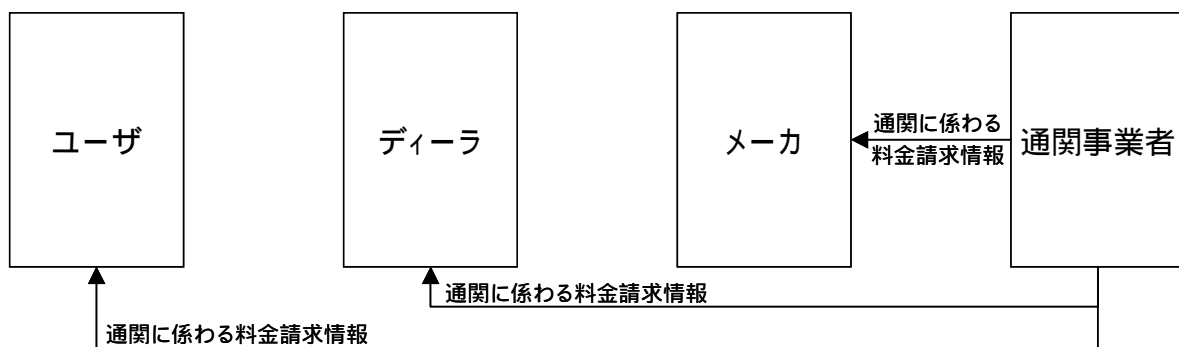 ユーザ
ディーラ
メーカ
通関に係わる
料金請求情報
通関事業者
通関に係わる料金請求情報
通関に係わる料金請求情報